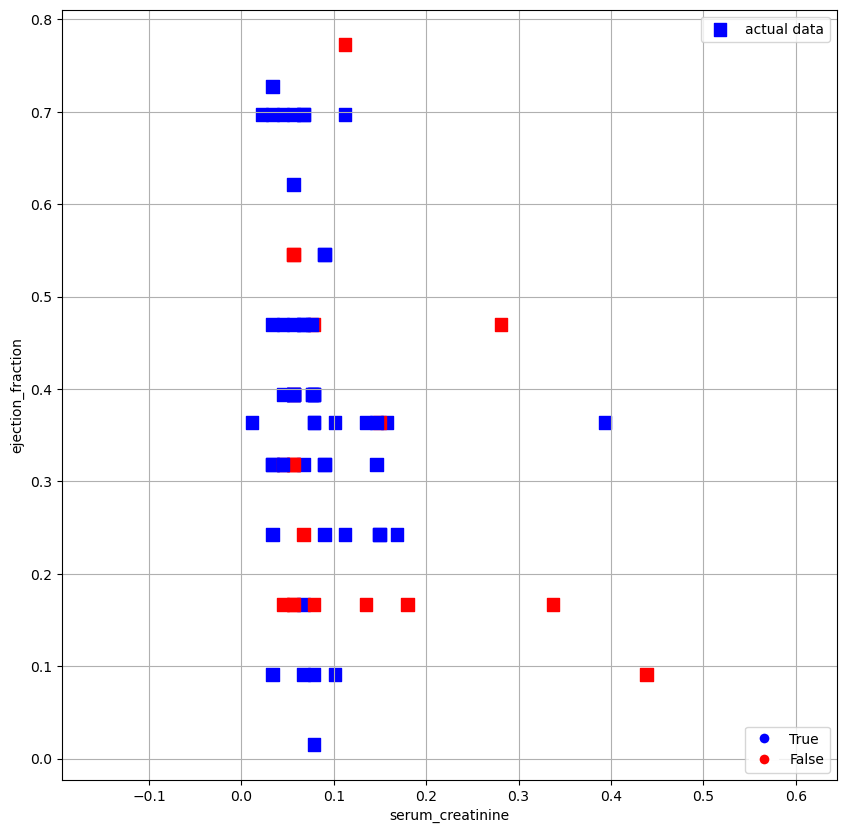 actual data
0.8
0.7
0.6
0.5
0.4
0.3
0.2
0.1
0.0
ejection_fraction
True
False
−0.1 0.0 0.1 0.2 0.3 0.4 0.5 0.6
serum_creatinine